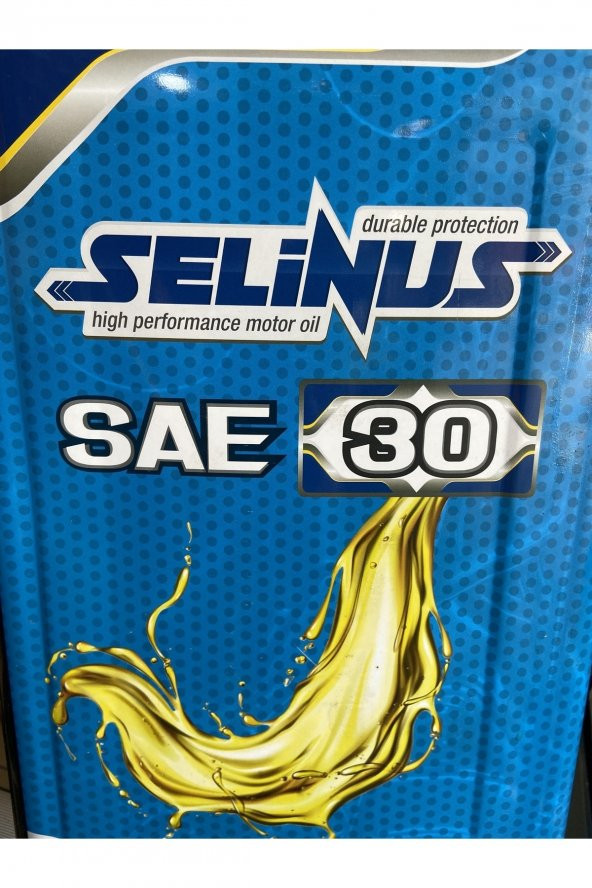 durable protection
SELiNUS
high performance motor oil
SAE 30